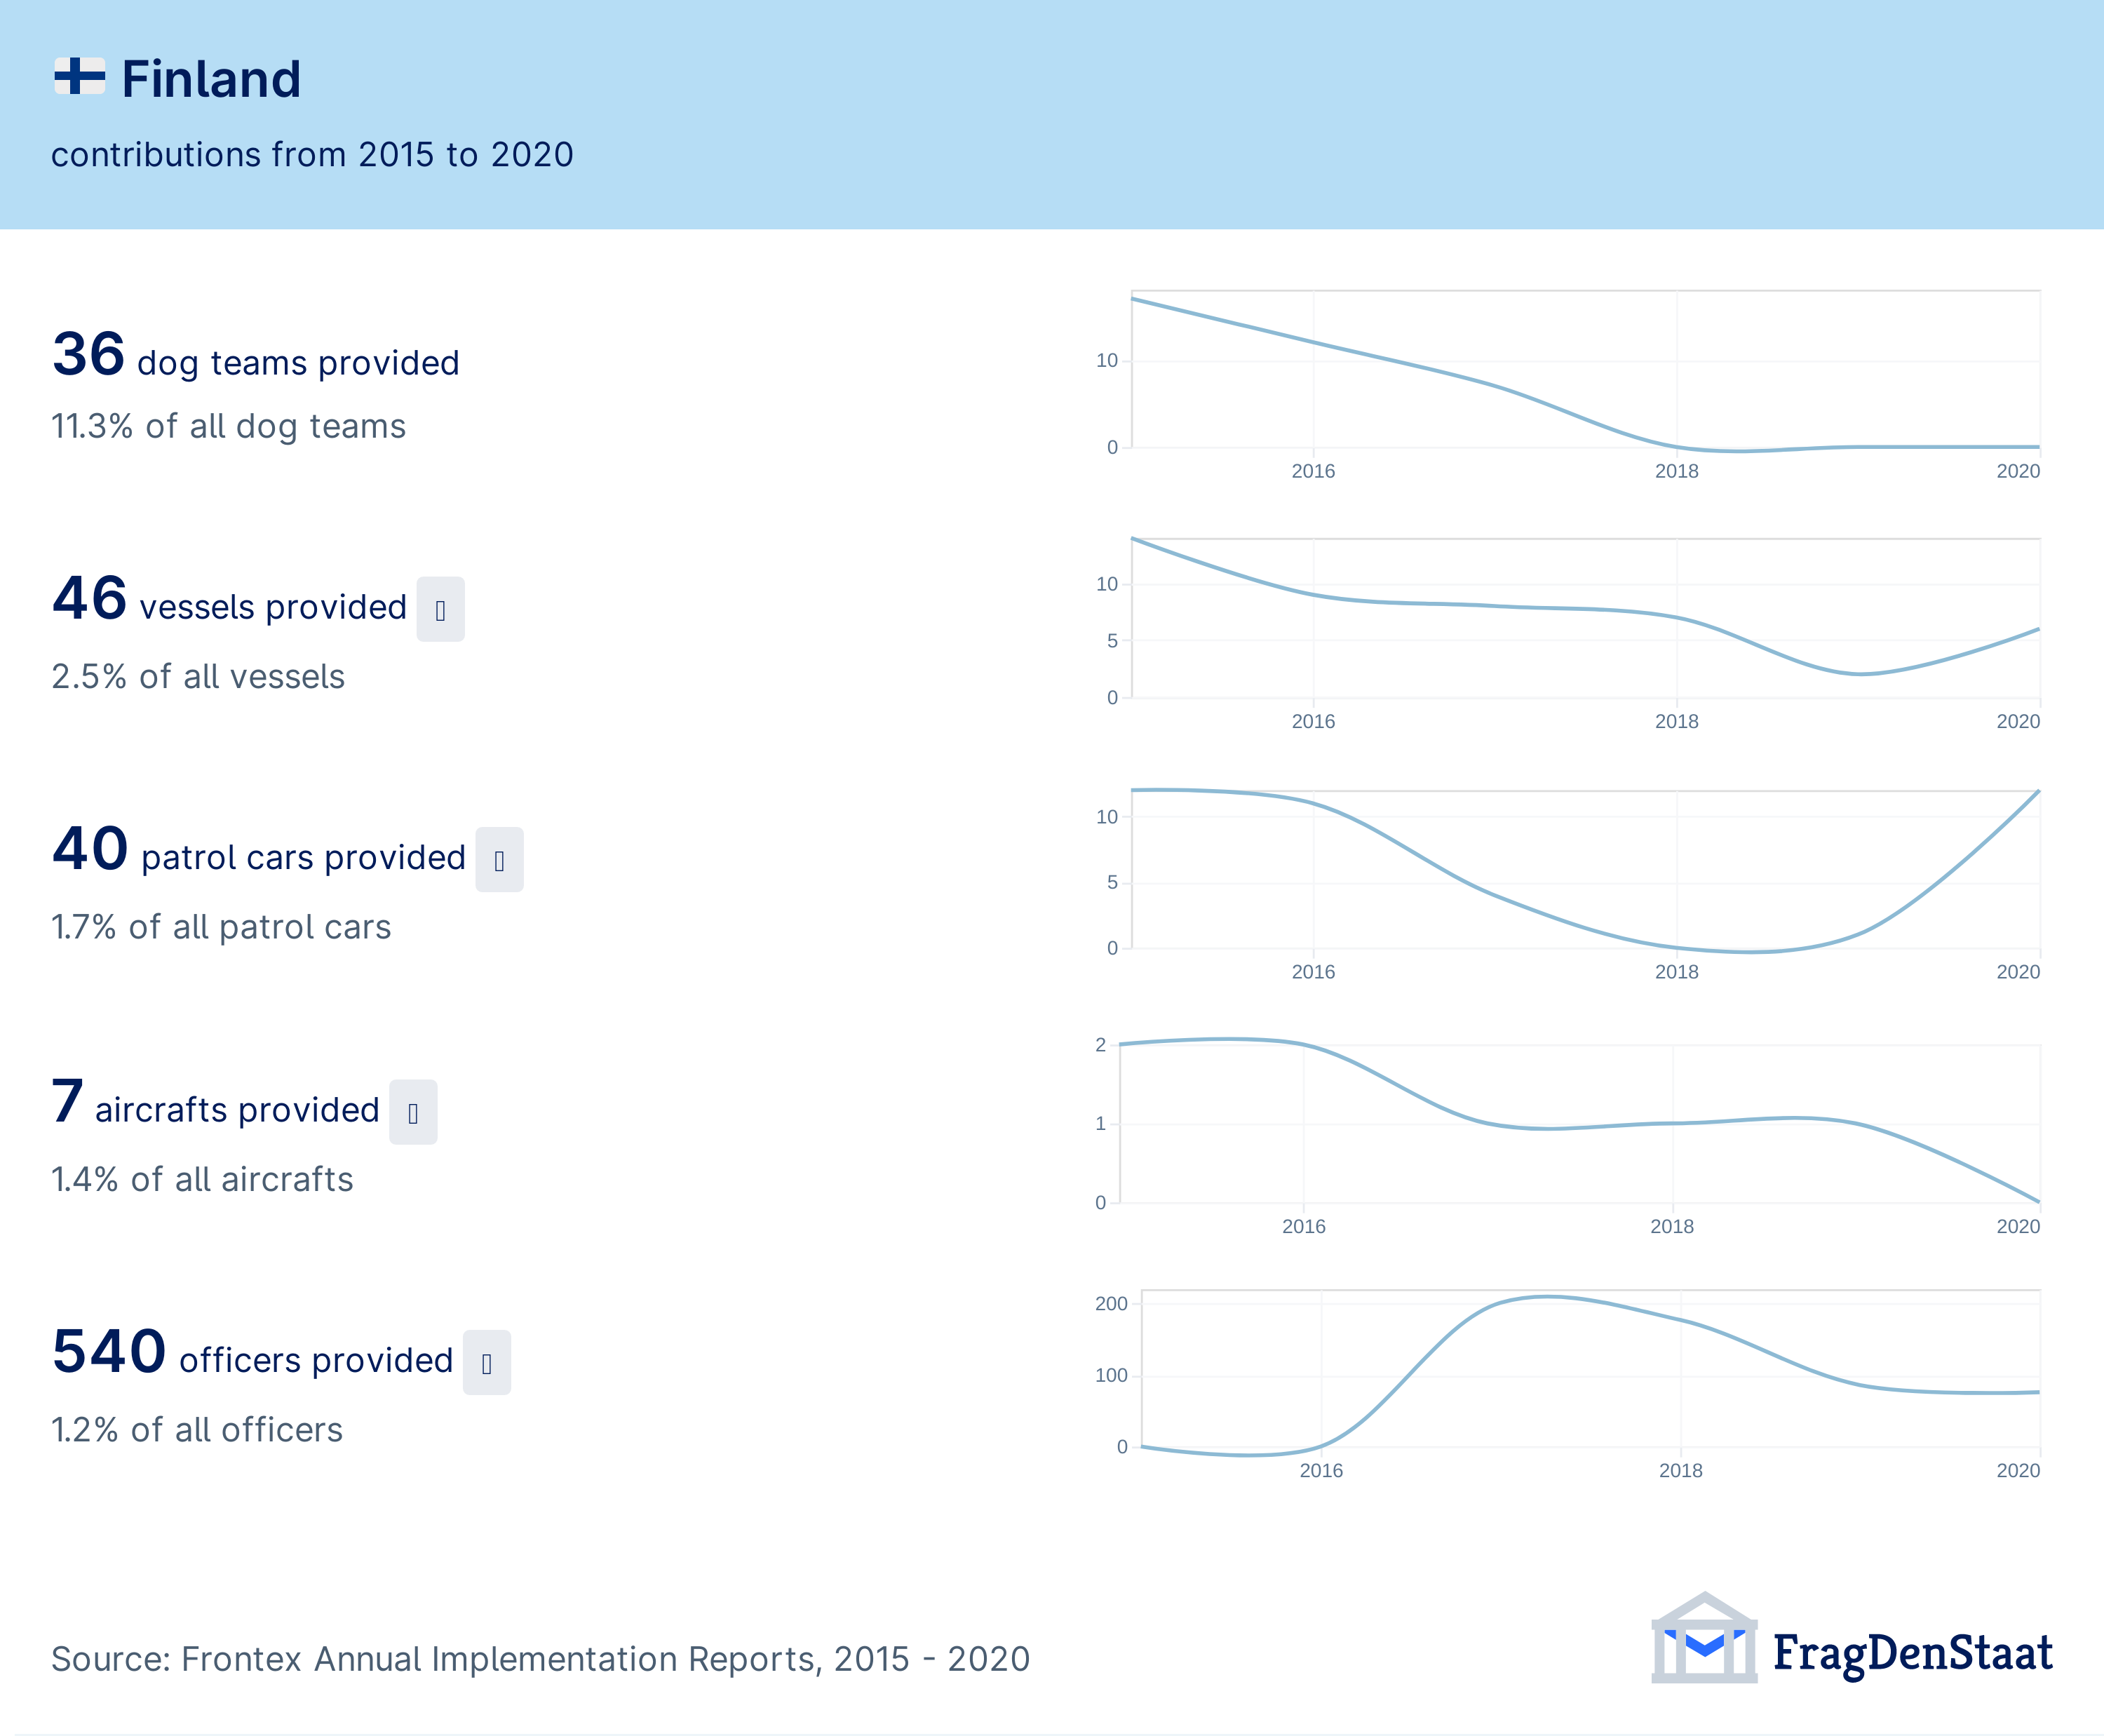 Finland
contributions from 2015 to 2020
36 dog teams provided
11.3% of all dog teams
10
0
2016 2018 2020
46 vessels provided
2.5% of all vessels
10
5
0
2016 2018 2020
40 patrol cars provided
1.7% of all patrol cars
10
5
0
2016 2018 2020
7 aircrafts provided
1.4% of all aircrafts
2
1
0
2016 2018 2020
540 officers provided
1.2% of all officers
200
100
0
2016 2018 2020
Source: Frontex Annual Implementation Reports, 2015 - 2020
FragDenStaat